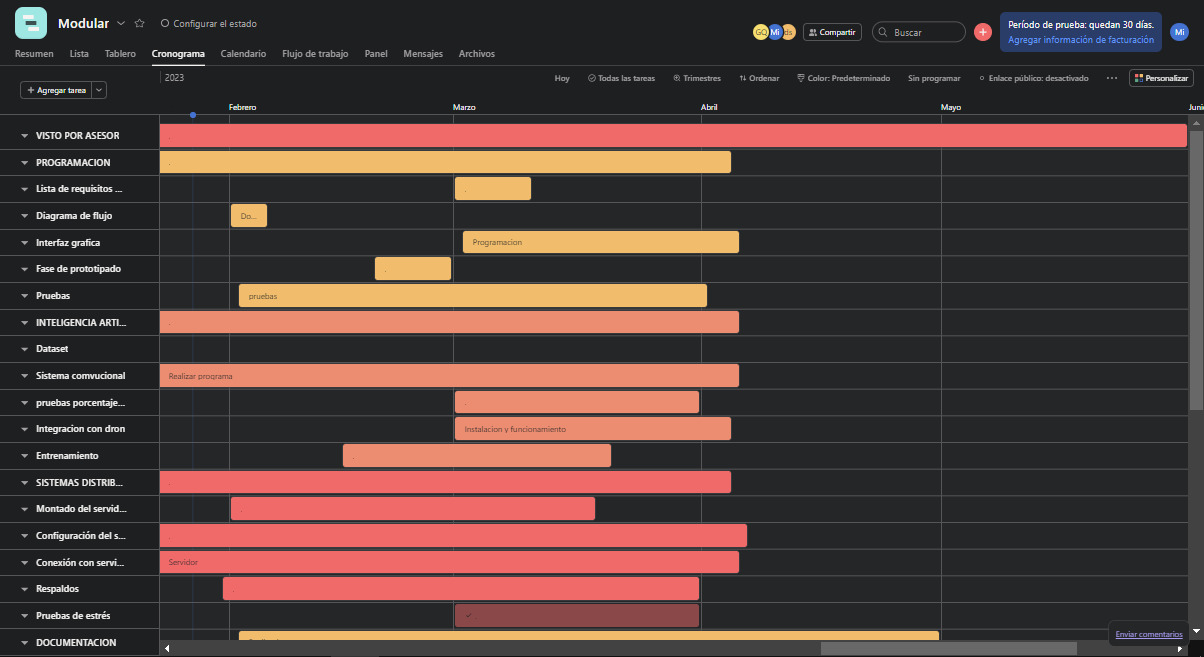 Modular
Configurar el estado
GQ
Mi
ds
Compartir
Buscar
Período de prueba: quedan 30 días.
Agregar información de facturación
Mi
Resumen
Lista
Tablero
Cronograma
Calendario
Flujo de trabajo
Panel
Mensajes
Archivos
Agregar tarea
2023
Hoy
Todas las tareas
Trimestres
Ordenar
Color: Predeterminado
Sin programar
Enlace público: desactivado
Personalizar
Febrero
Marzo
Abril
Mayo
Juni
VISTO POR ASESOR
PROGRAMACION
Lista de requisitos ...
Diagrama de flujo
Do...
Interfaz grafica
Programacion
Fase de prototipado
Pruebas
pruebas
INTELIGENCIA ARTI...
Dataset
Sistema comvucional
Realizar programa
pruebas porcentaje...
Integracion con dron
Instalacion y funcionamiento
Entrenamiento
SISTEMAS DISTRIB...
Montado del servid...
Configuración del s...
Conexión con servi...
Servidor
Respaldos
Pruebas de estrés
DOCUMENTACION
Enviar comentarios